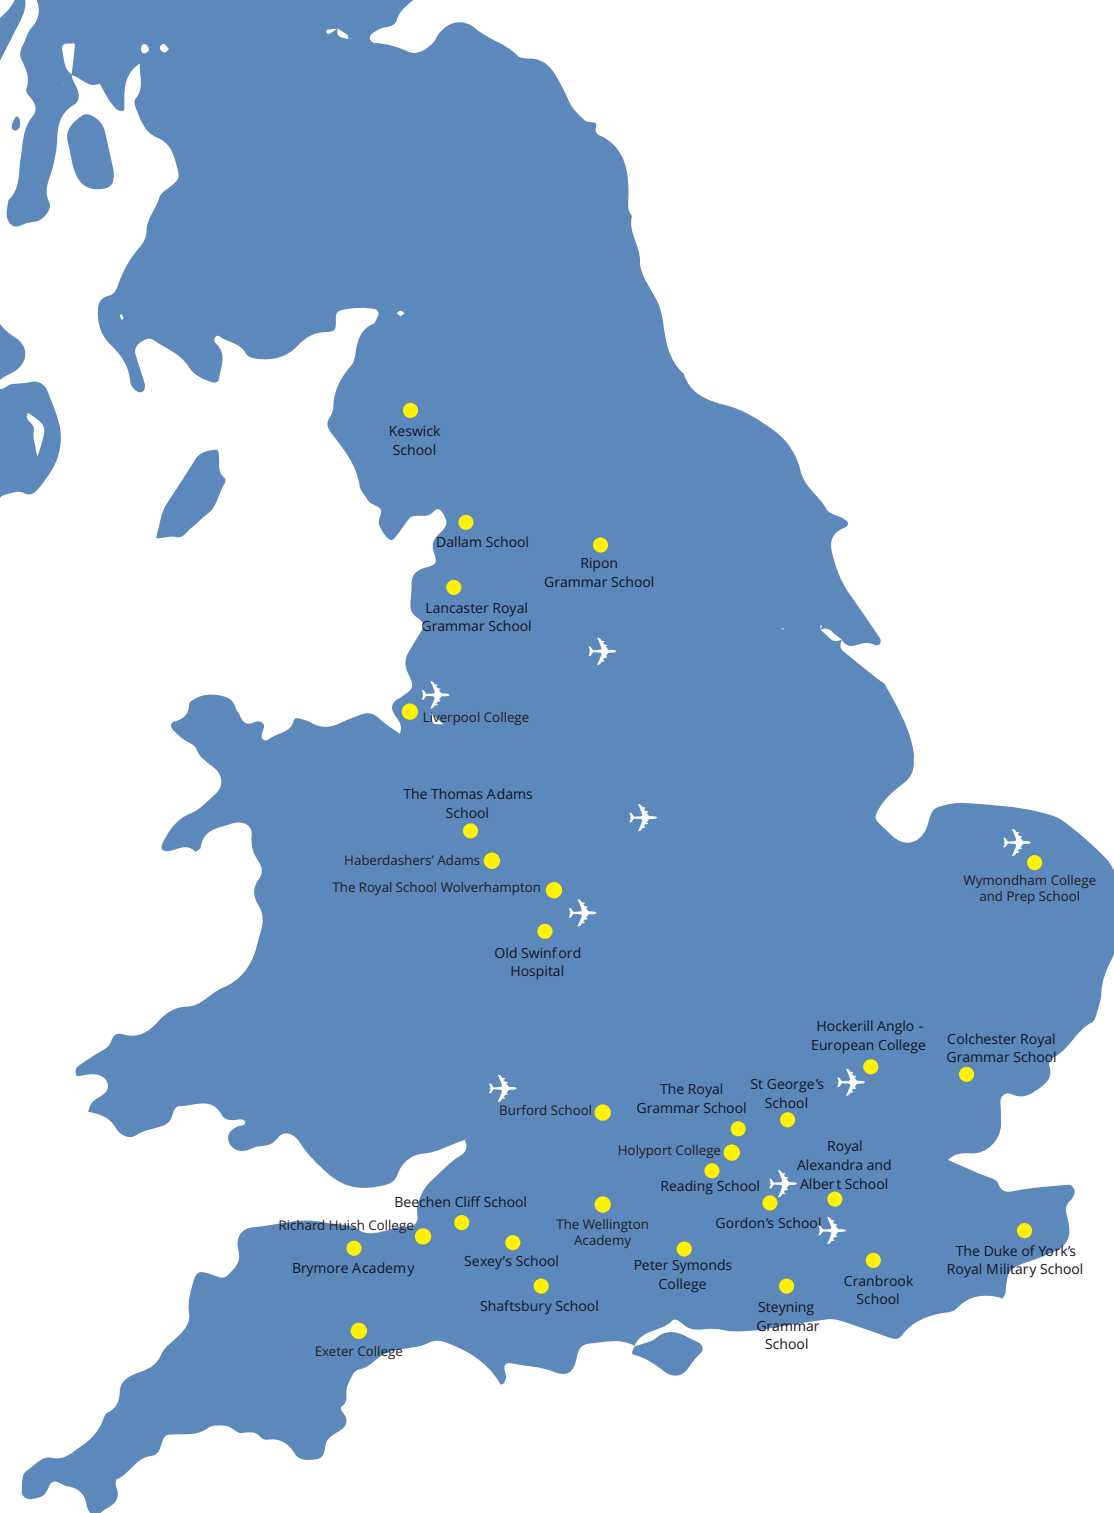 Keswick
School
Dallam School
Ripon
Grammar School
Lancaster Royal
Grammar School
Liverpool College
The Thomas Adams
School
Haberdashers’ Adams
The Royal School Wolverhampton
Wymondham College
and Prep School
Old Swinford
Hospital
Hockerill Anglo -
European College
Colchester Royal
Grammar School
St George’s
School
The Royal
Grammar School
Burford School
Holyport College
Royal
Alexandra and
Albert School
Reading School
Beechen Cliff School
Richard Huish College
The Wellington
Academy
Gordon’s School
Sexey’s School
Brymore Academy
Peter Symonds
College
The Duke of York’s
Royal Military School
Cranbrook
School
Shaftsbury School
Steyning
Grammar
School
Exeter College